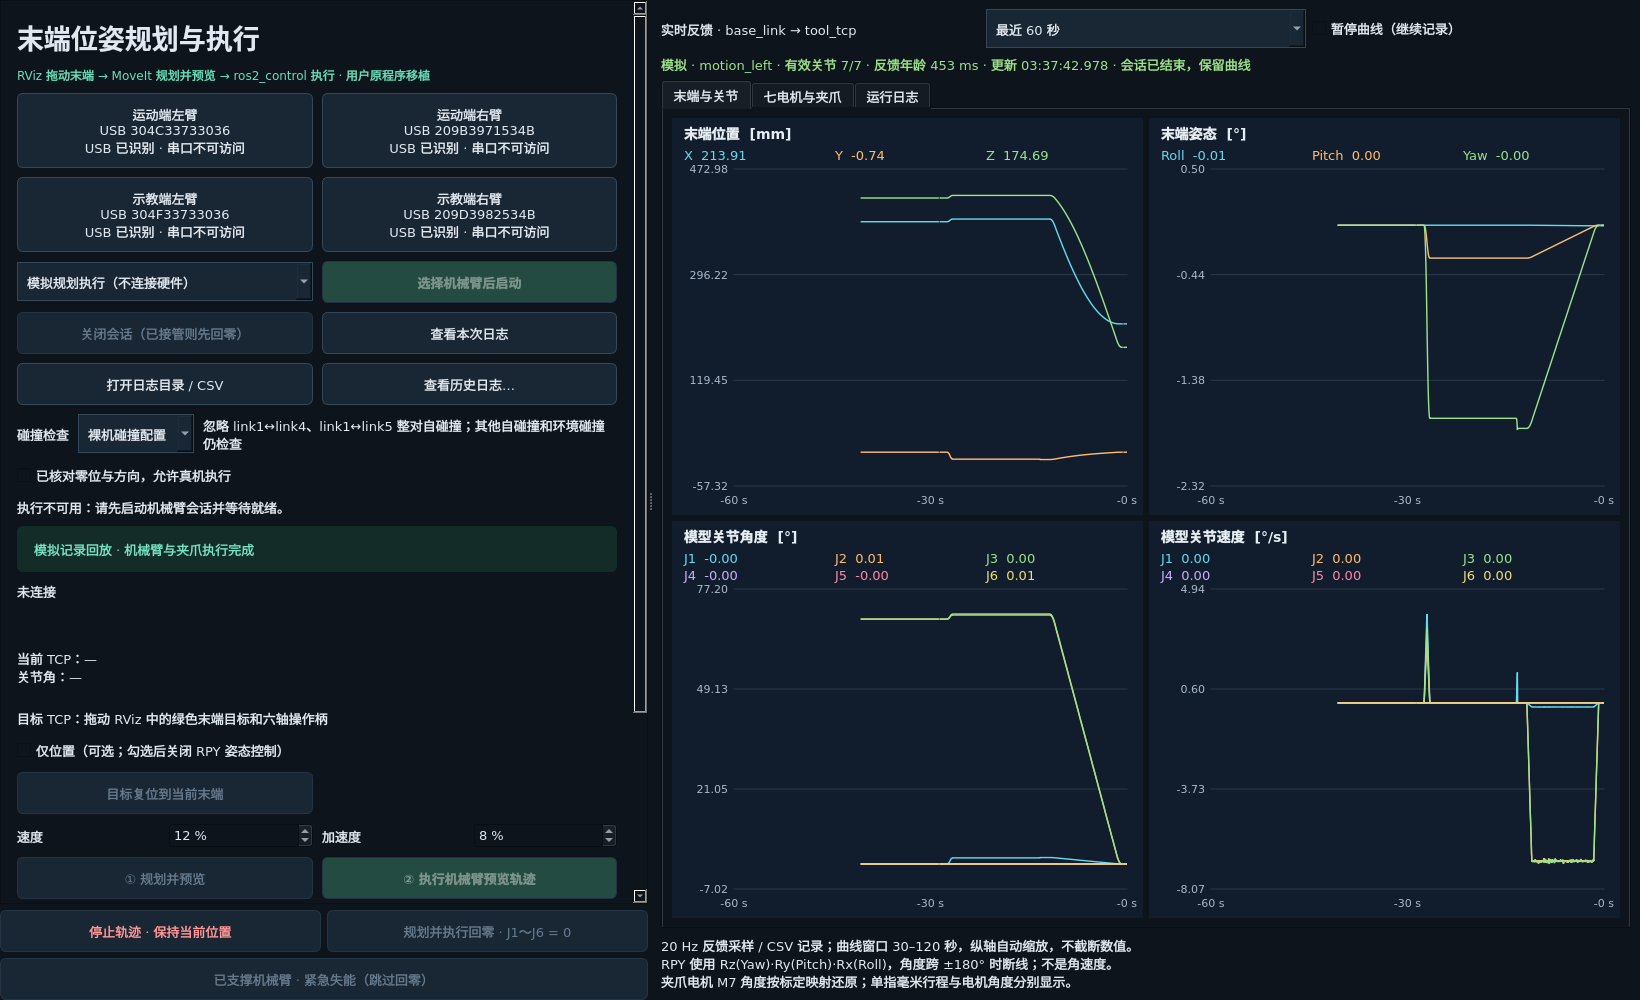 末端位姿规划与执行
RViz 拖动末端 → MoveIt 规划并预览 → ros2_control 执行 · 用户原程序移植
运动端左臂
USB 304C33733036
USB 已识别 · 串口不可访问
运动端右臂
USB 209B3971534B
USB 已识别 · 串口不可访问
示教端左臂
USB 304F33733036
USB 已识别 · 串口不可访问
示教端右臂
USB 209D3982534B
USB 已识别 · 串口不可访问
模拟规划执行（不连接硬件）
选择机械臂后启动
关闭会话（已接管则先回零）
查看本次日志
打开日志目录 / CSV
查看历史日志…
碰撞检查
裸机碰撞配置
忽略 link1↔link4、link1↔link5 整对自碰撞；其他自碰撞和环境碰撞
仍检查
已核对零位与方向，允许真机执行
执行不可用：请先启动机械臂会话并等待就绪。
模拟记录回放 · 机械臂与夹爪执行完成
未连接
当前 TCP：—
关节角：—
目标 TCP：拖动 RViz 中的绿色末端目标和六轴操作柄
仅位置（可选；勾选后关闭 RPY 姿态控制）
目标复位到当前末端
速度
12 %
加速度
8 %
① 规划并预览
② 执行机械臂预览轨迹
停止轨迹 · 保持当前位置
规划并执行回零 · J1～J6 = 0
已支撑机械臂 · 紧急失能（跳过回零）
实时反馈 · base_link → tool_tcp
最近 60 秒
暂停曲线（继续记录）
模拟 · motion_left · 有效关节 7/7 · 反馈年龄 453 ms · 更新 03:37:42.978 · 会话已结束，保留曲线
末端与关节
七电机与夹爪
运行日志
末端位置 [mm]
X 213.91
Y -0.74
Z 174.69
472.98
296.22
119.45
-57.32
-60 s
-30 s
-0 s
末端姿态 [°]
Roll -0.01
Pitch 0.00
Yaw -0.00
0.50
-0.44
-1.38
-2.32
-60 s
-30 s
-0 s
模型关节角度 [°]
J1 -0.00
J2 0.01
J3 0.00
J4 -0.00
J5 -0.00
J6 0.01
77.20
49.13
21.05
-7.02
-60 s
-30 s
-0 s
模型关节速度 [°/s]
J1 0.00
J2 0.00
J3 0.00
J4 0.00
J5 0.00
J6 0.00
4.94
0.60
-3.73
-8.07
-60 s
-30 s
-0 s
20 Hz 反馈采样 / CSV 记录；曲线窗口 30–120 秒，纵轴自动缩放，不截断数值。
RPY 使用 Rz(Yaw)·Ry(Pitch)·Rx(Roll)，角度跨 ±180° 时断线；不是角速度。
夹爪电机 M7 角度按标定映射还原；单指毫米行程与电机角度分别显示。